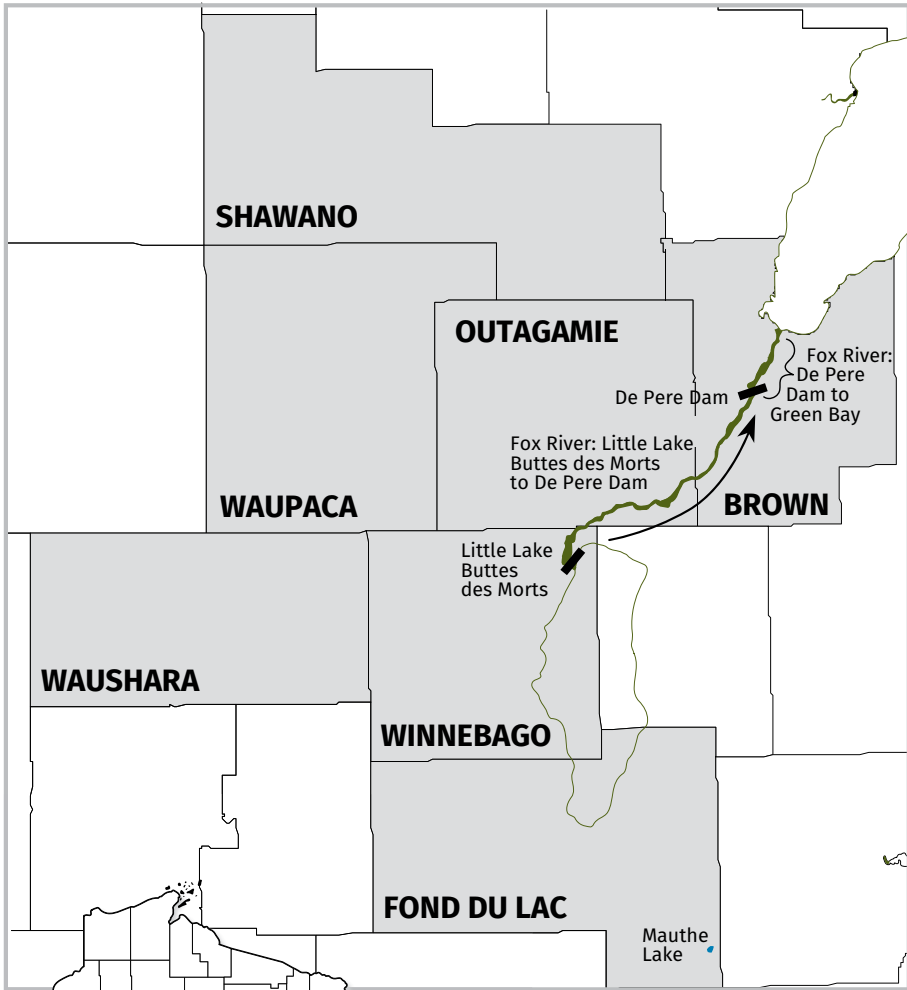 SHAWANO
OUTAGAMIE
Fox River:
De Pere
Dam to
Green Bay
De Pere Dam
Fox River: Little Lake
Buttes des Morts
to De Pere Dam
WAUPACA
BROWN
Little Lake
Buttes
des Morts
WAUSHARA
WINNEBAGO
FOND DU LAC
Mauthe
Lake